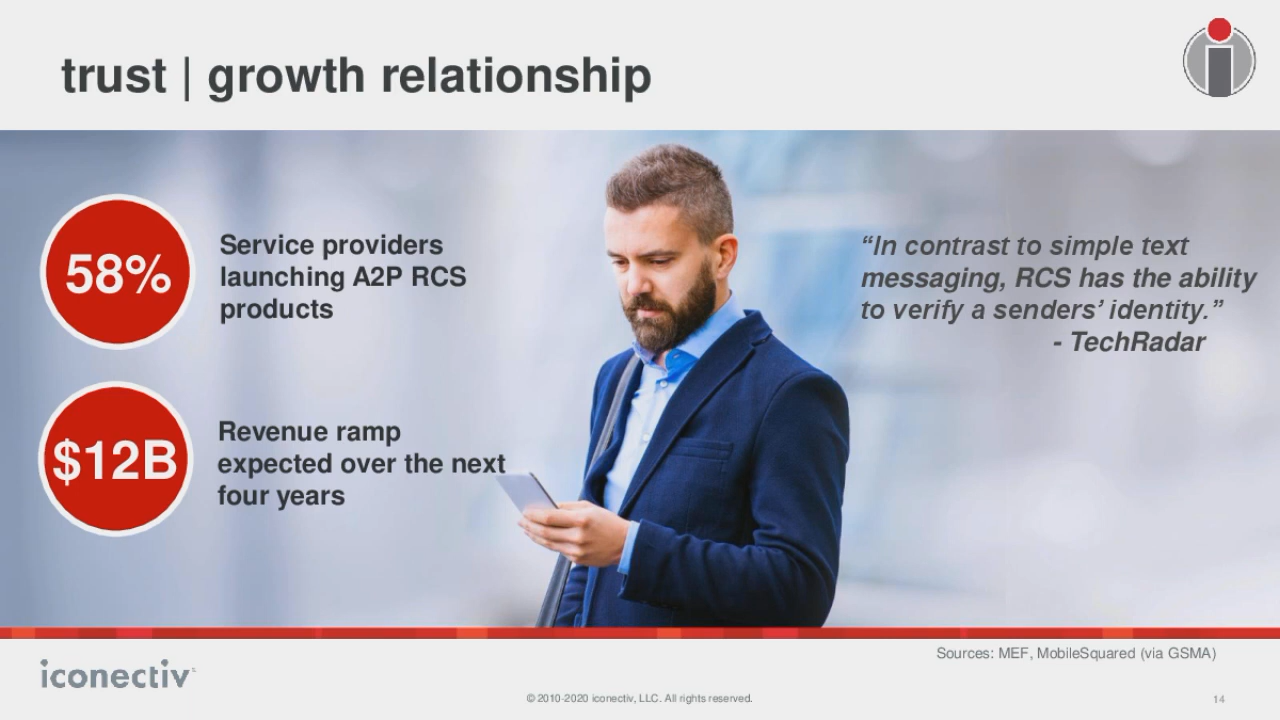 trust | growth relationship
58%
Service providers
launching A2P RCS
products
$12B
Revenue ramp
expected over the next
four years
“In contrast to simple text
messaging, RCS has the ability
to verify a senders’ identity.”
- TechRadar
Sources: MEF, MobileSquared (via GSMA)
iconectiv
© 2010-2020 iconectiv, LLC. All rights reserved.
14